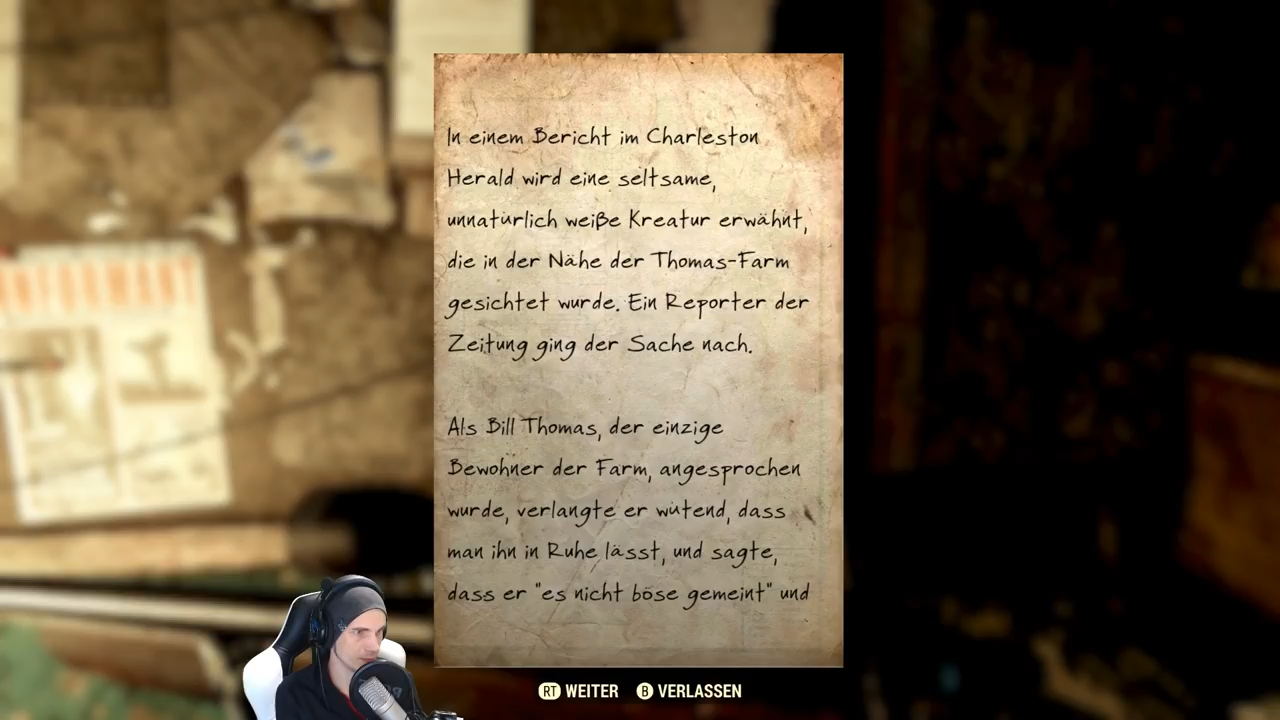 In einem Bericht im Charleston
Herald wird eine seltsame,
unnatürlich weiße Kreatur erwähnt,
die in der Nähe der Thomas-Farm
gesichtet wurde. Ein Reporter der
Zeitung ging der Sache nach.
Als Bill Thomas, der einzige
Bewohner der Farm, angesprochen
wurde, verlangte er wütend, dass
man ihn in Ruhe lässt, und sagte,
dass er "es nicht böse gemeint" und
RT WEITER B VERLASSEN